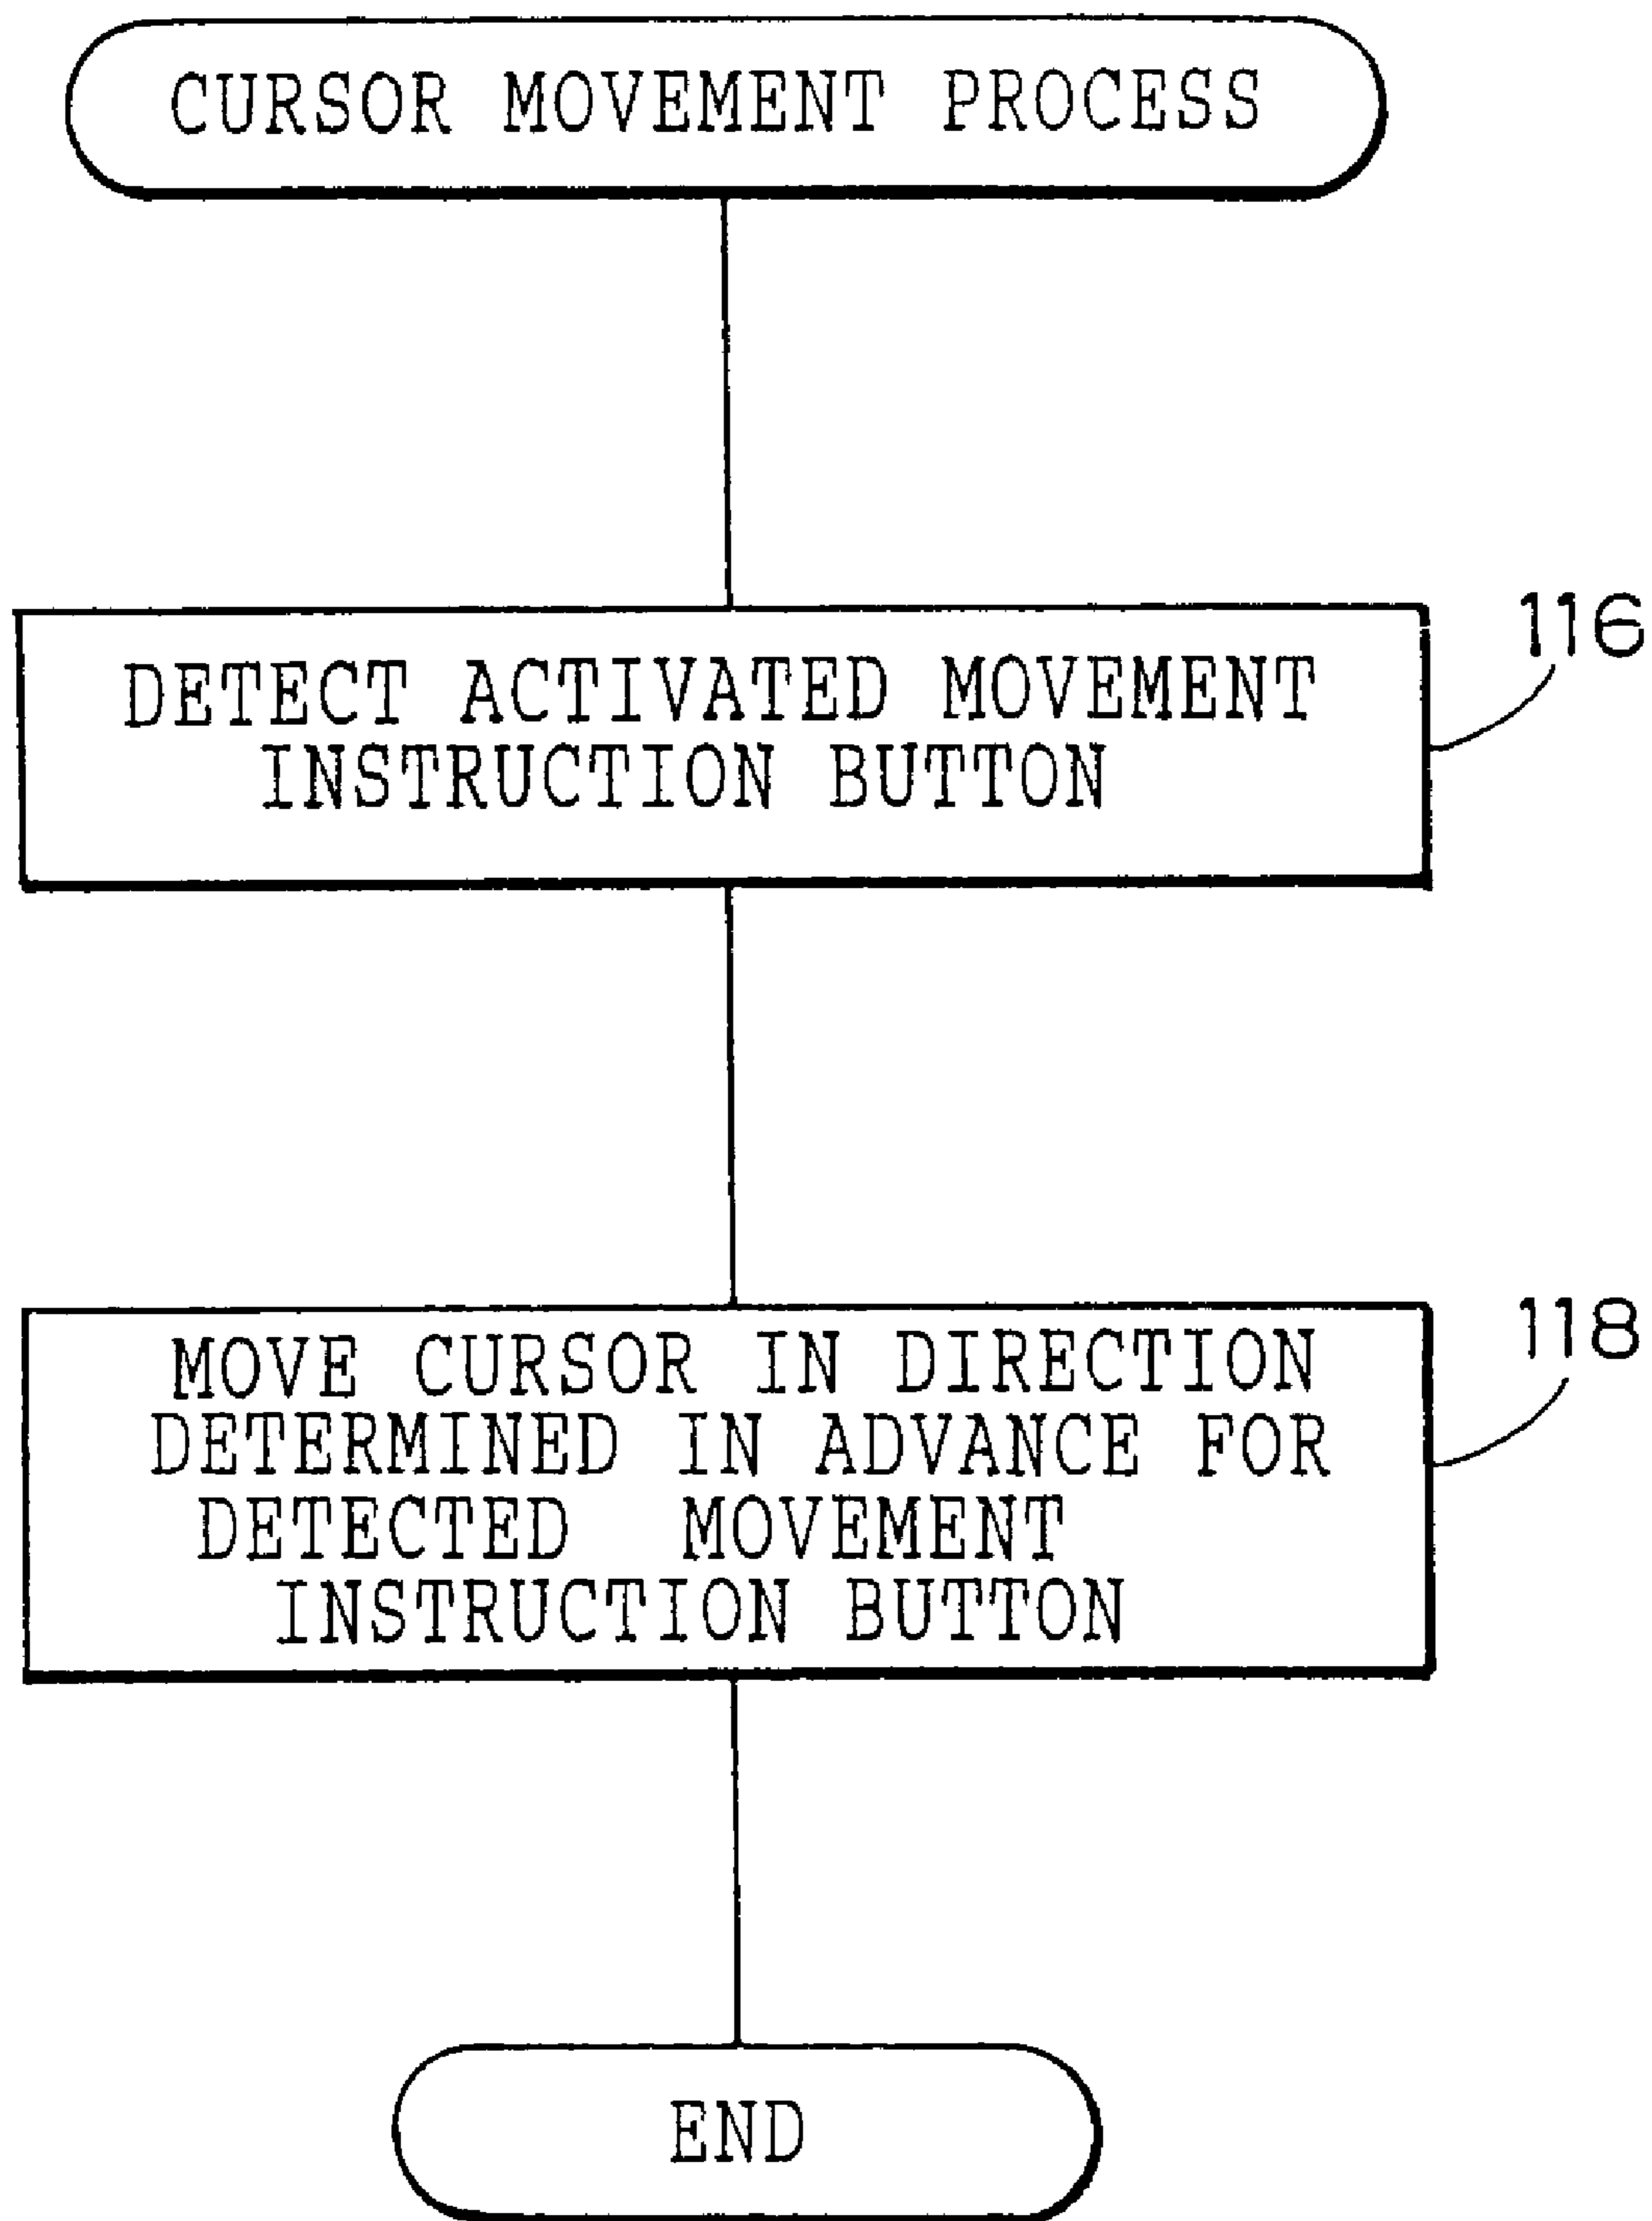 CURSOR MOVEMENT PROCESS
116
DETECT ACTIVATED MOVEMENT
INSTRUCTION BUTTON
118
MOVE CURSOR IN DIRECTION
DETERMINED IN ADVANCE FOR
DETECTED MOVEMENT
INSTRUCTION BUTTON
END